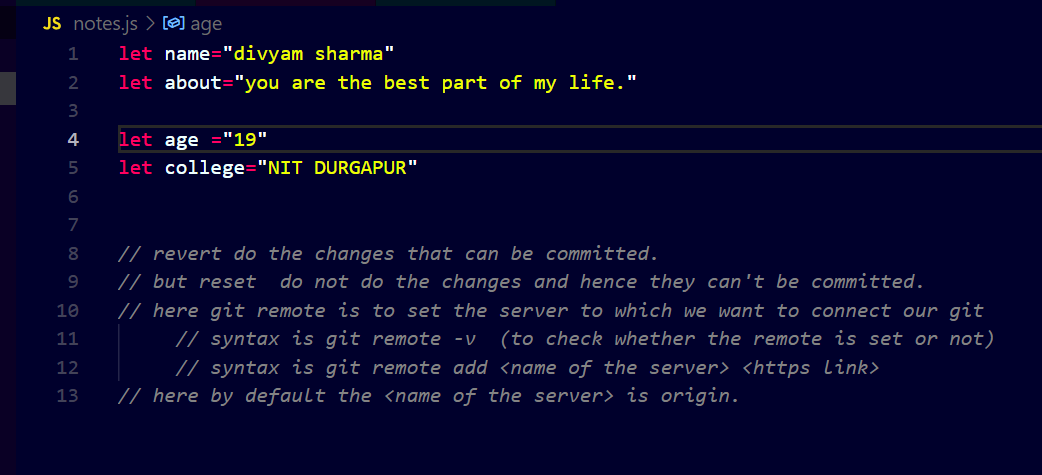 JS notes.js > age
1 let name="divyam sharma"
2 let about="you are the best part of my life."
3
4 let age ="19"
5 let college="NIT DURGAPUR"
6
7
8 // revert do the changes that can be committed.
9 // but reset  do not do the changes and hence they can't be committed.
10 // here git remote is to set the server to which we want to connect our git
11 // syntax is git remote -v  (to check whether the remote is set or not)
12 // syntax is git remote add <name of the server> <https link>
13 // here by default the <name of the server> is origin.